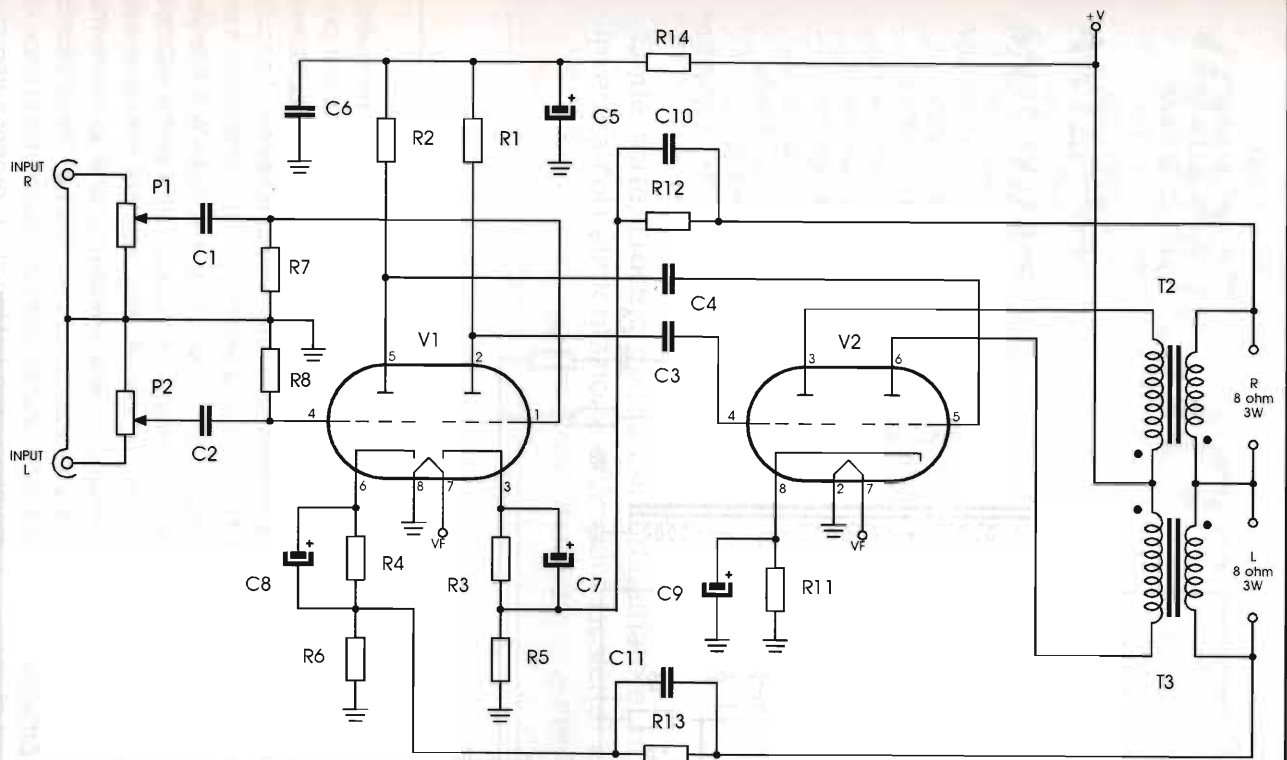 +V
R14
C6
R2
R1
C5
C10
INPUT
R
P1
R12
C1
R7
C4
T2
V1
V2
5
2
3
6
C3
R
8 ohm
3W
P2
R8
4
1
4
5
INPUT
L
C2
6
8
7
3
8
2
7
VF
VF
C8
R4
R3
C7
C9
R11
L
8 ohm
3W
R6
R5
C11
T3
R13